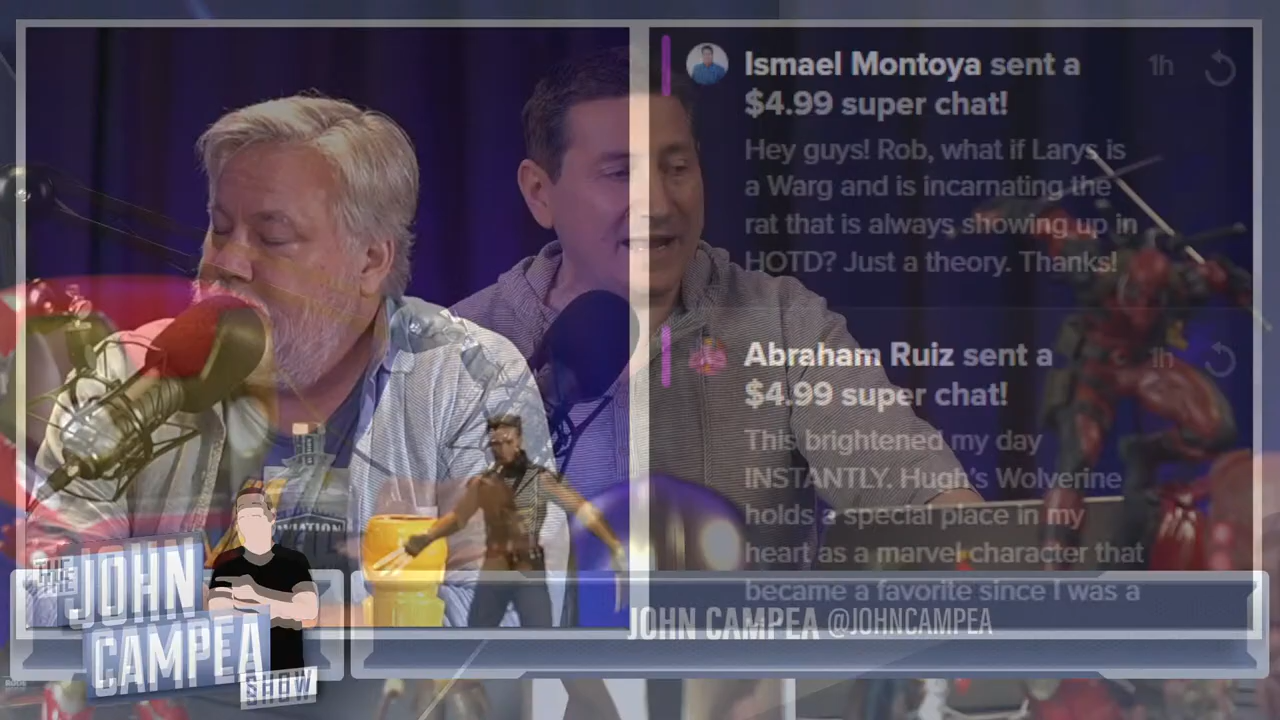 Ismael Montoya sent a
1h
$4.99 super chat!
Hey guys! Rob, what if Larys is
a Warg and is incarnating the
rat that is always showing up in
HOTD? Just a theory. Thanks!
Abraham Ruiz sent a
1h
$4.99 super chat!
This brightened my day
INSTANTLY. Hugh's Wolverine
holds a special place in my
heart as a marvel character that
became a favorite since I was a
AVIATION
THE
JOHN
CAMPEA
SHOW
JOHN CAMPEA @JOHNCAMPEA